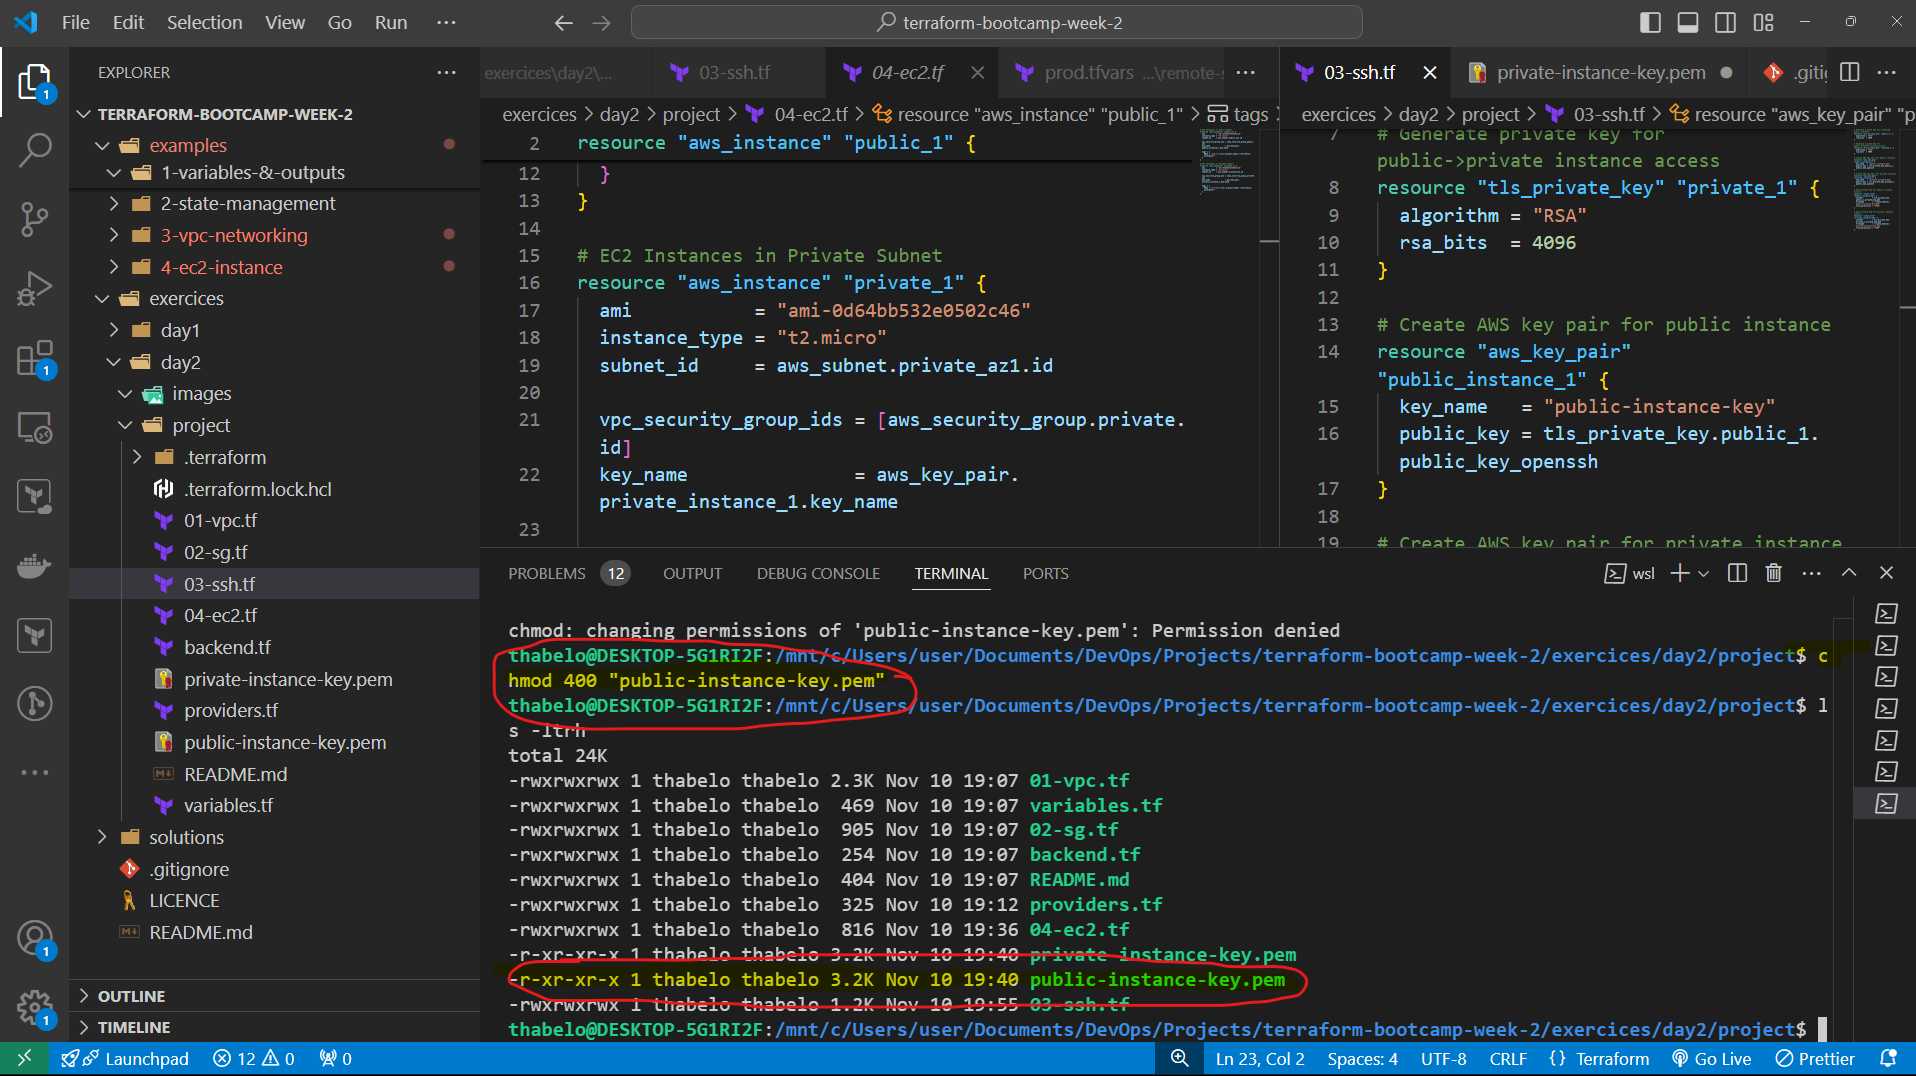 File Edit Selection View Go Run ··· terraform-bootcamp-week-2
EXPLORER ···
TERRAFORM-BOOTCAMP-WEEK-2
examples
1-variables-&-outputs
2-state-management
3-vpc-networking
4-ec2-instance
exercices
day1
day2
images
project
.terraform
.terraform.lock.hcl
01-vpc.tf
02-sg.tf
03-ssh.tf
04-ec2.tf
backend.tf
private-instance-key.pem
providers.tf
public-instance-key.pem
README.md
variables.tf
solutions
.gitignore
LICENCE
README.md
OUTLINE
TIMELINE
1
1
1
1
exercices\day2\... 03-ssh.tf 04-ec2.tf prod.tfvars ...\remote-s ···
exercices > day2 > project > 04-ec2.tf > resource "aws_instance" "public_1" > tags >
2 resource "aws_instance" "public_1" {
12 }
13 }
14
15 # EC2 Instances in Private Subnet
16 resource "aws_instance" "private_1" {
17 ami = "ami-0d64bb532e0502c46"
18 instance_type = "t2.micro"
19 subnet_id = aws_subnet.private_az1.id
20
21 vpc_security_group_ids = [aws_security_group.private.
id]
22 key_name = aws_key_pair.
private_instance_1.key_name
23
03-ssh.tf private-instance-key.pem .giti ···
exercices > day2 > project > 03-ssh.tf > resource "aws_key_pair" "p
7 # Generate private key for
public->private instance access
8 resource "tls_private_key" "private_1" {
9 algorithm = "RSA"
10 rsa_bits = 4096
11 }
12
13 # Create AWS key pair for public instance
14 resource "aws_key_pair"
"public_instance_1" {
15 key_name = "public-instance-key"
16 public_key = tls_private_key.public_1.
public_key_openssh
17 }
18
19 # Create AWS key pair for private instance
PROBLEMS 12 OUTPUT DEBUG CONSOLE TERMINAL PORTS wsl
chmod: changing permissions of 'public-instance-key.pem': Permission denied
thabelo@DESKTOP-5G1RI2F:/mnt/c/Users/user/Documents/DevOps/Projects/terraform-bootcamp-week-2/exercices/day2/project$ c
hmod 400 "public-instance-key.pem"
thabelo@DESKTOP-5G1RI2F:/mnt/c/Users/user/Documents/DevOps/Projects/terraform-bootcamp-week-2/exercices/day2/project$ l
s -ltrh
total 24K
-rwxrwxrwx 1 thabelo thabelo 2.3K Nov 10 19:07 01-vpc.tf
-rwxrwxrwx 1 thabelo thabelo 469 Nov 10 19:07 variables.tf
-rwxrwxrwx 1 thabelo thabelo 905 Nov 10 19:07 02-sg.tf
-rwxrwxrwx 1 thabelo thabelo 254 Nov 10 19:07 backend.tf
-rwxrwxrwx 1 thabelo thabelo 404 Nov 10 19:07 README.md
-rwxrwxrwx 1 thabelo thabelo 325 Nov 10 19:12 providers.tf
-rwxrwxrwx 1 thabelo thabelo 816 Nov 10 19:36 04-ec2.tf
-r-xr-xr-x 1 thabelo thabelo 3.2K Nov 10 19:40 private-instance-key.pem
-r-xr-xr-x 1 thabelo thabelo 3.2K Nov 10 19:40 public-instance-key.pem
-rwxrwxrwx 1 thabelo thabelo 1.2K Nov 10 19:55 03-ssh.tf
thabelo@DESKTOP-5G1RI2F:/mnt/c/Users/user/Documents/DevOps/Projects/terraform-bootcamp-week-2/exercices/day2/project$
Launchpad 12 0 0 Ln 23, Col 2 Spaces: 4 UTF-8 CRLF {} Terraform Go Live Prettier